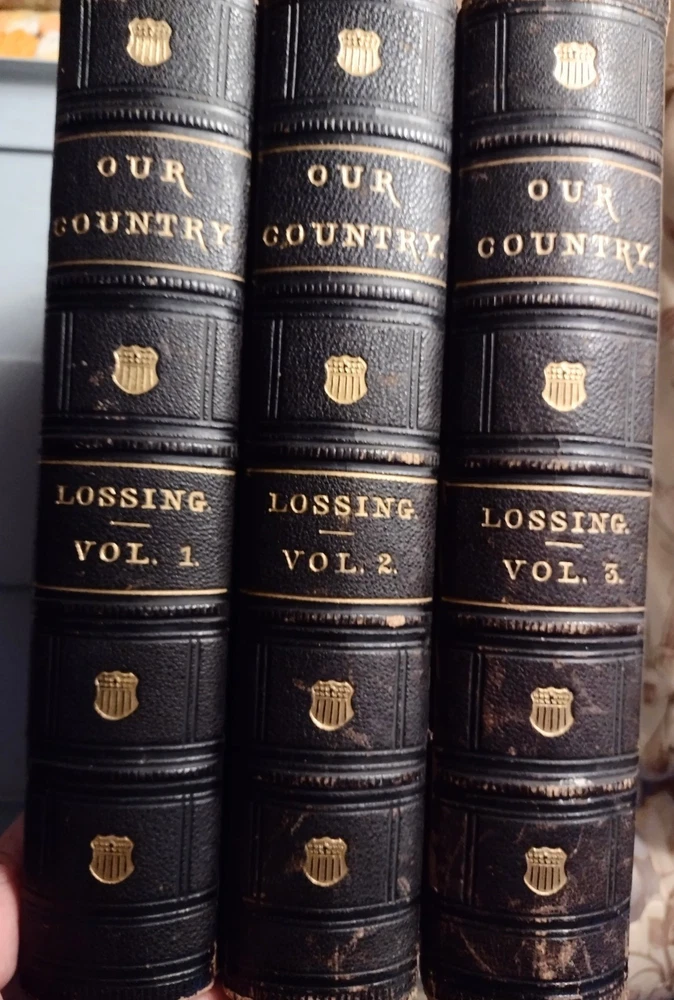 OUR
COUNTRY.
LOSSING.
VOL. 1.
OUR
COUNTRY.
LOSSING.
VOL. 2.
OUR
COUNTRY.
LOSSING.
VOL. 3.